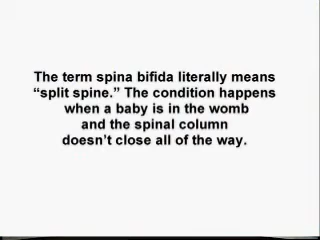 The term spina bifida literally means
“split spine.” The condition happens
when a baby is in the womb
and the spinal column
doesn’t close all of the way.